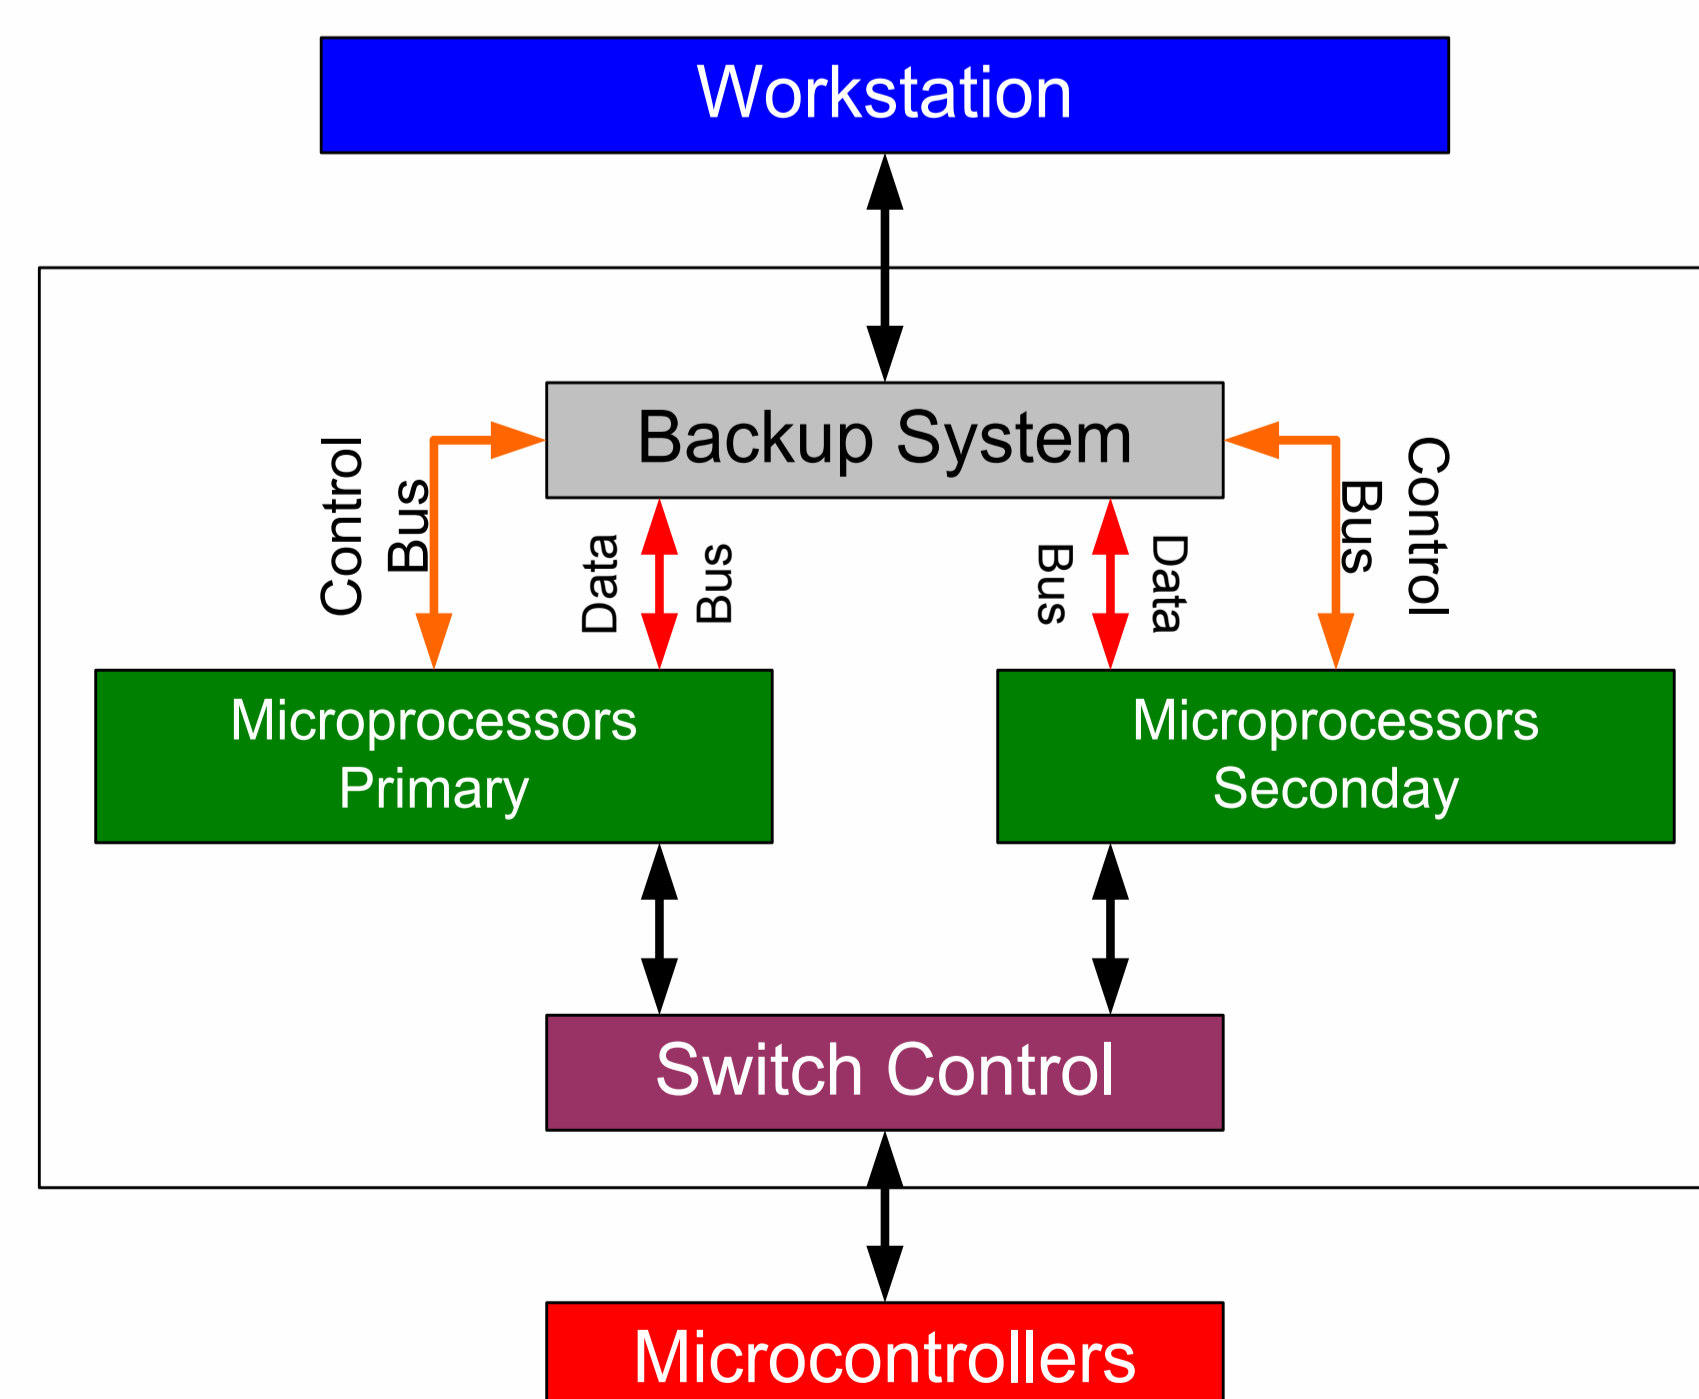 Workstation
Backup System
Control
Bus
Data
Bus
Bus
Data
Bus
Control
Microprocessors
Primary
Microprocessors
Seconday
Switch Control
Microcontrollers